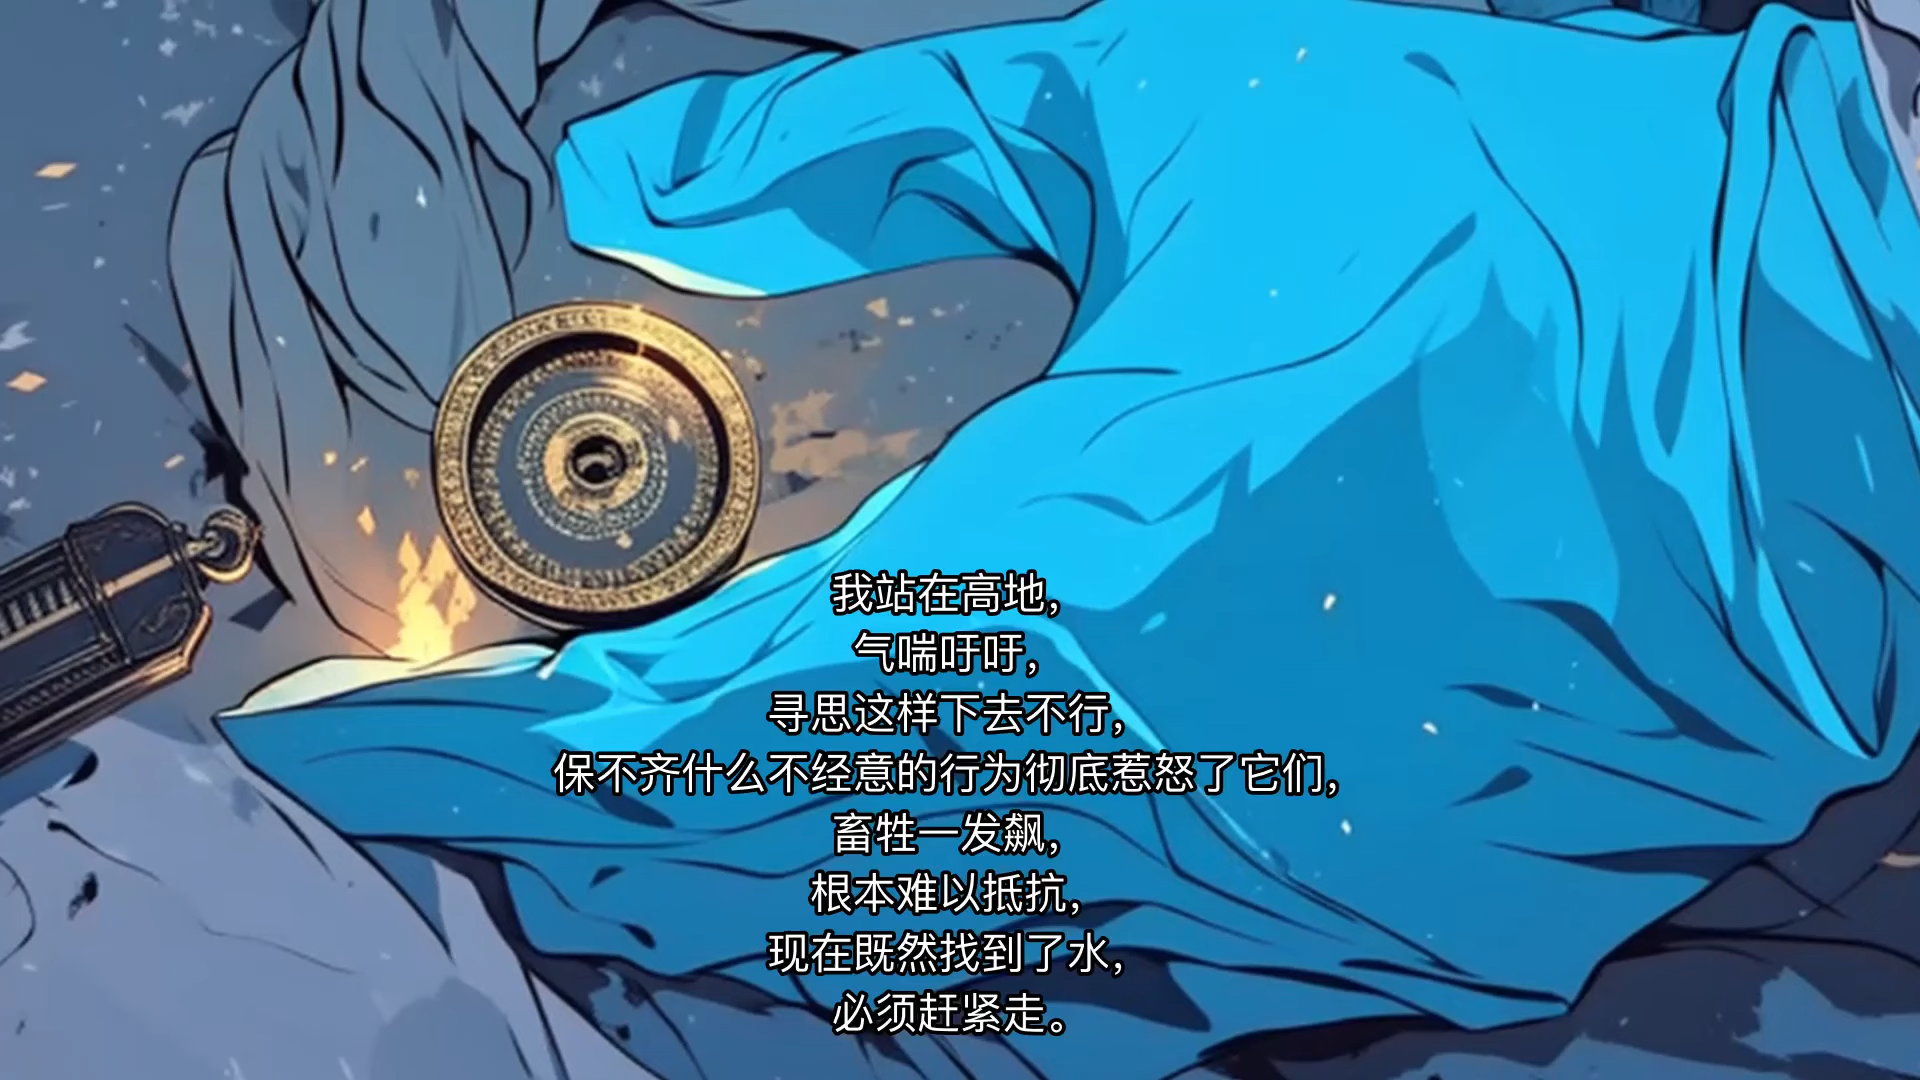 我站在高地，
气喘吁吁，
寻思这样下去不行，
保不齐什么不经意的行为彻底惹怒了它们，
畜牲一发飙，
根本难以抵抗，
现在既然找到了水，
必须赶紧走。